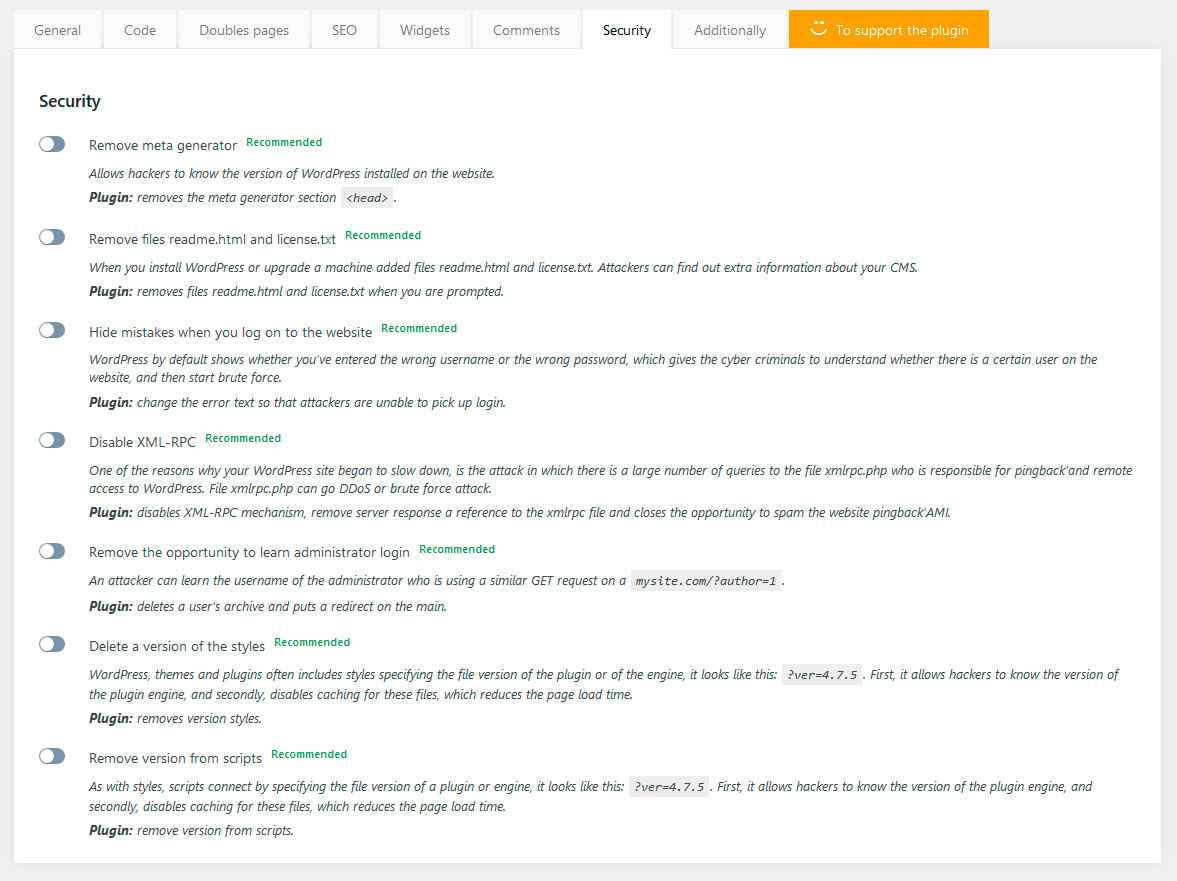 General
Code
Doubles pages
SEO
Widgets
Comments
Security
Additionally
To support the plugin
Security
Remove meta generator Recommended
Allows hackers to know the version of WordPress installed on the website.
Plugin: removes the meta generator section <head> .
Remove files readme.html and license.txt Recommended
When you install WordPress or upgrade a machine added files readme.html and license.txt. Attackers can find out extra information about your CMS.
Plugin: removes files readme.html and license.txt when you are prompted.
Hide mistakes when you log on to the website Recommended
WordPress by default shows whether you've entered the wrong username or the wrong password, which gives the cyber criminals to understand whether there is a certain user on the
website, and then start brute force.
Plugin: change the error text so that attackers are unable to pick up login.
Disable XML-RPC Recommended
One of the reasons why your WordPress site began to slow down, is the attack in which there is a large number of queries to the file xmlrpc.php who is responsible for pingback'and remote
access to WordPress. File xmlrpc.php can go DDoS or brute force attack.
Plugin: disables XML-RPC mechanism, remove server response a reference to the xmlrpc file and closes the opportunity to spam the website pingback'AMI.
Remove the opportunity to learn administrator login Recommended
An attacker can learn the username of the administrator who is using a similar GET request on a mysite.com/?author=1 .
Plugin: deletes a user's archive and puts a redirect on the main.
Delete a version of the styles Recommended
WordPress, themes and plugins often includes styles specifying the file version of the plugin or of the engine, it looks like this: ?ver=4.7.5 . First, it allows hackers to know the version of
the plugin engine, and secondly, disables caching for these files, which reduces the page load time.
Plugin: removes version styles.
Remove version from scripts Recommended
As with styles, scripts connect by specifying the file version of a plugin or engine, it looks like this: ?ver=4.7.5 . First, it allows hackers to know the version of the plugin engine, and
secondly, disables caching for these files, which reduces the page load time.
Plugin: remove version from scripts.